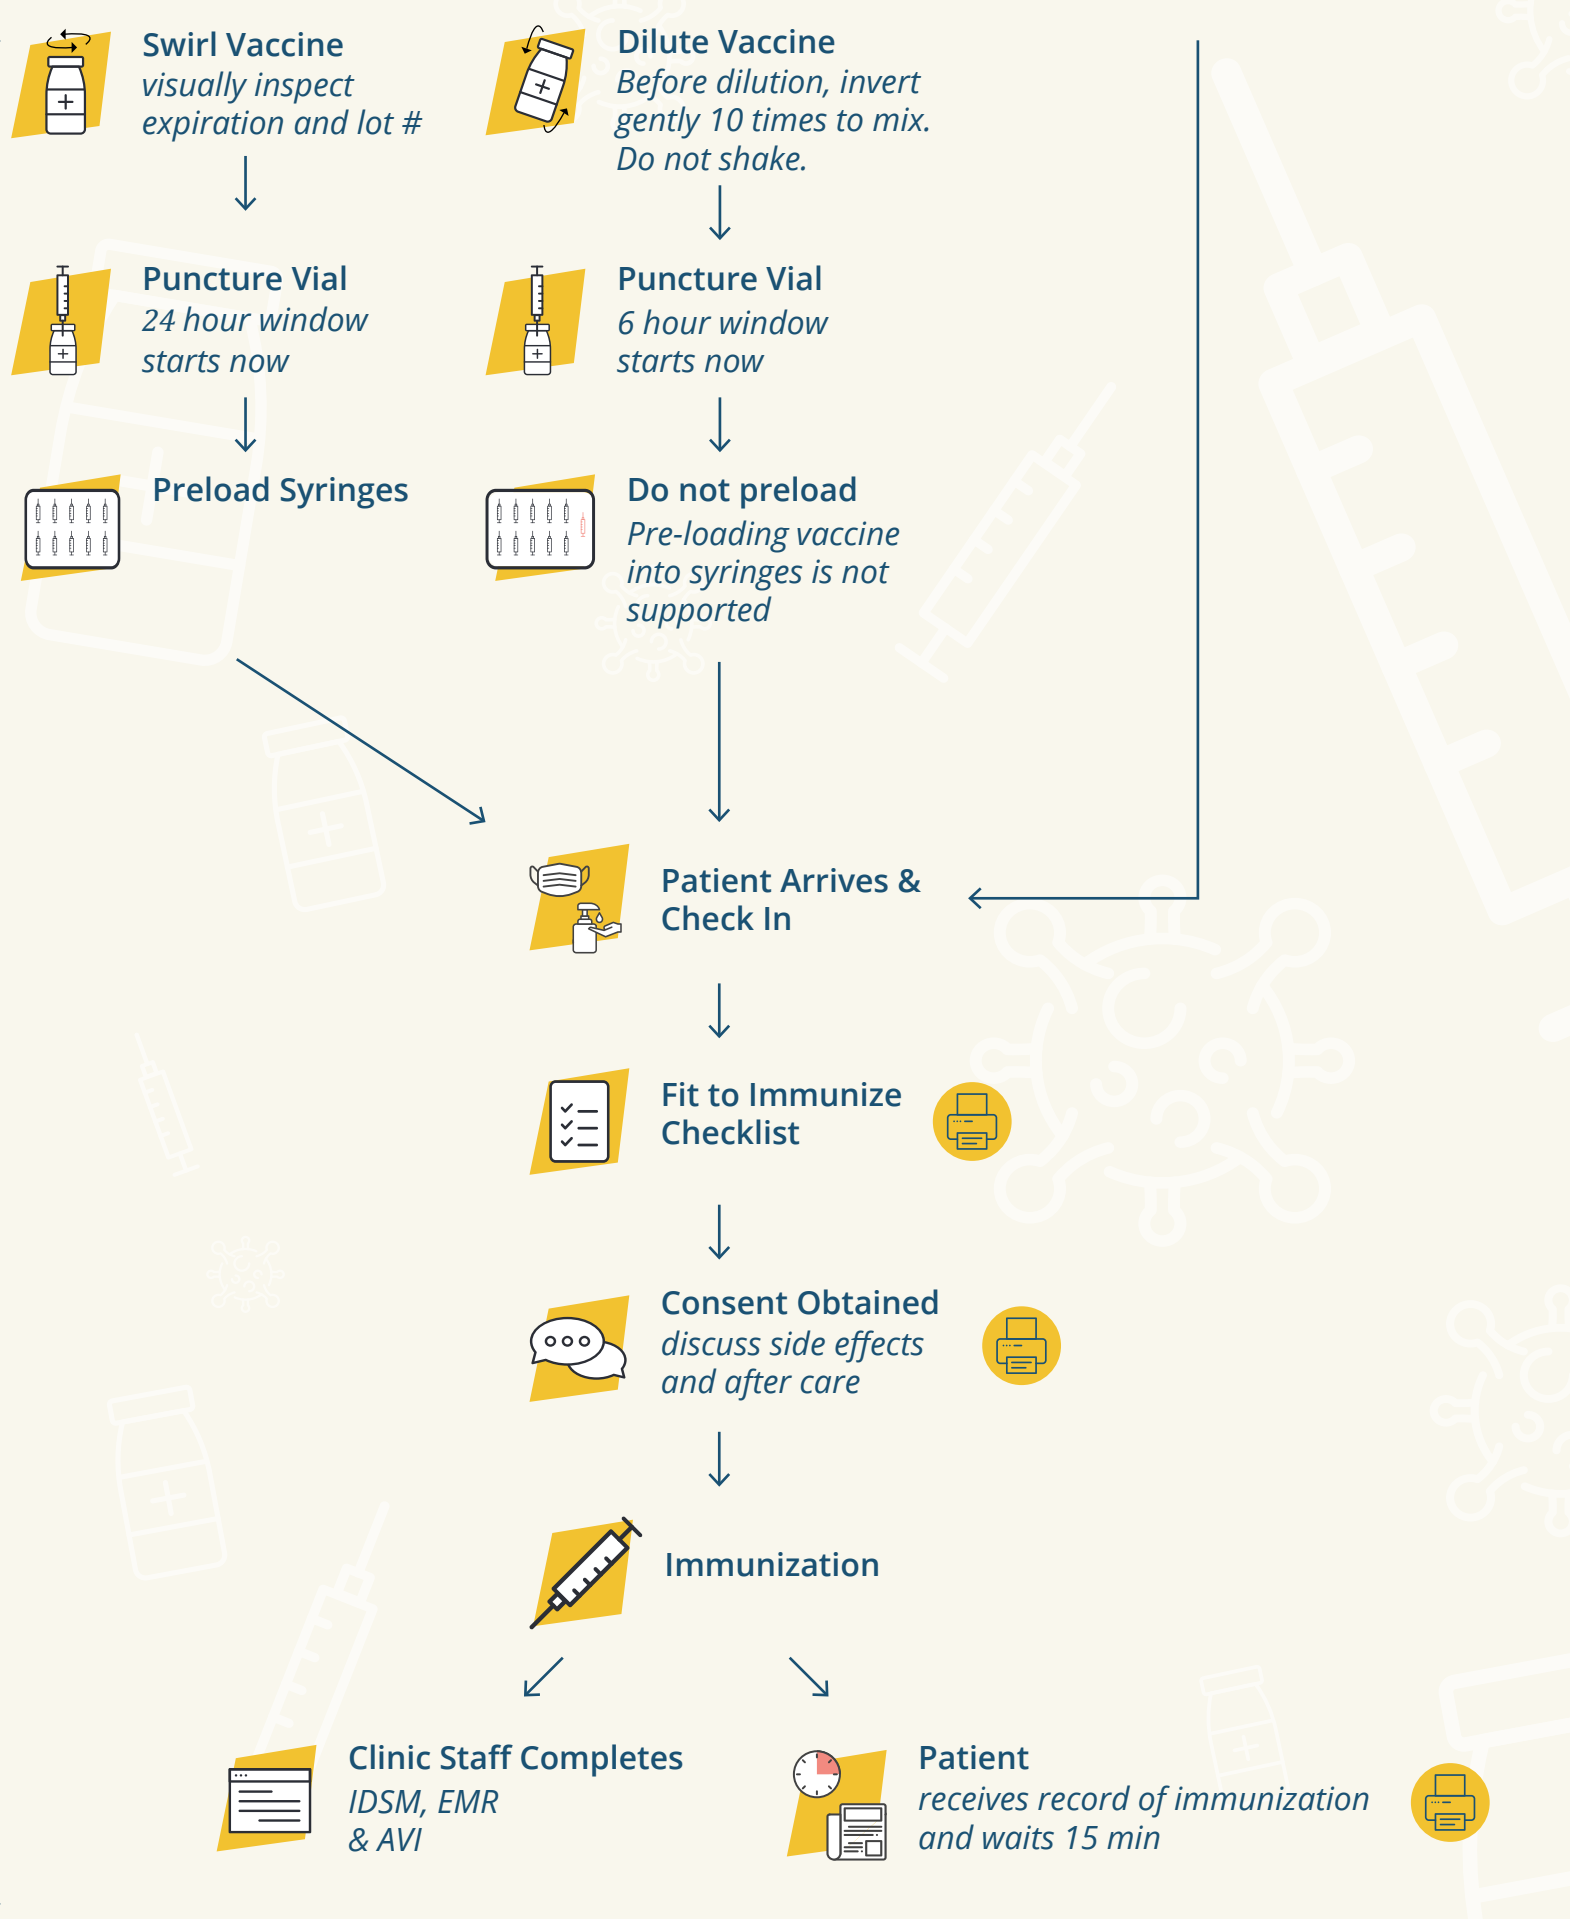 Swirl Vaccine
visually inspect
expiration and lot #
Dilute Vaccine
Before dilution, invert
gently 10 times to mix.
Do not shake.
Puncture Vial
24 hour window
starts now
Puncture Vial
6 hour window
starts now
Preload Syringes
Do not preload
Pre-loading vaccine
into syringes is not
supported
Patient Arrives &
Check In
Fit to Immunize
Checklist
Consent Obtained
discuss side effects
and after care
Immunization
Clinic Staff Completes
IDSM, EMR
& AVI
Patient
receives record of immunization
and waits 15 min